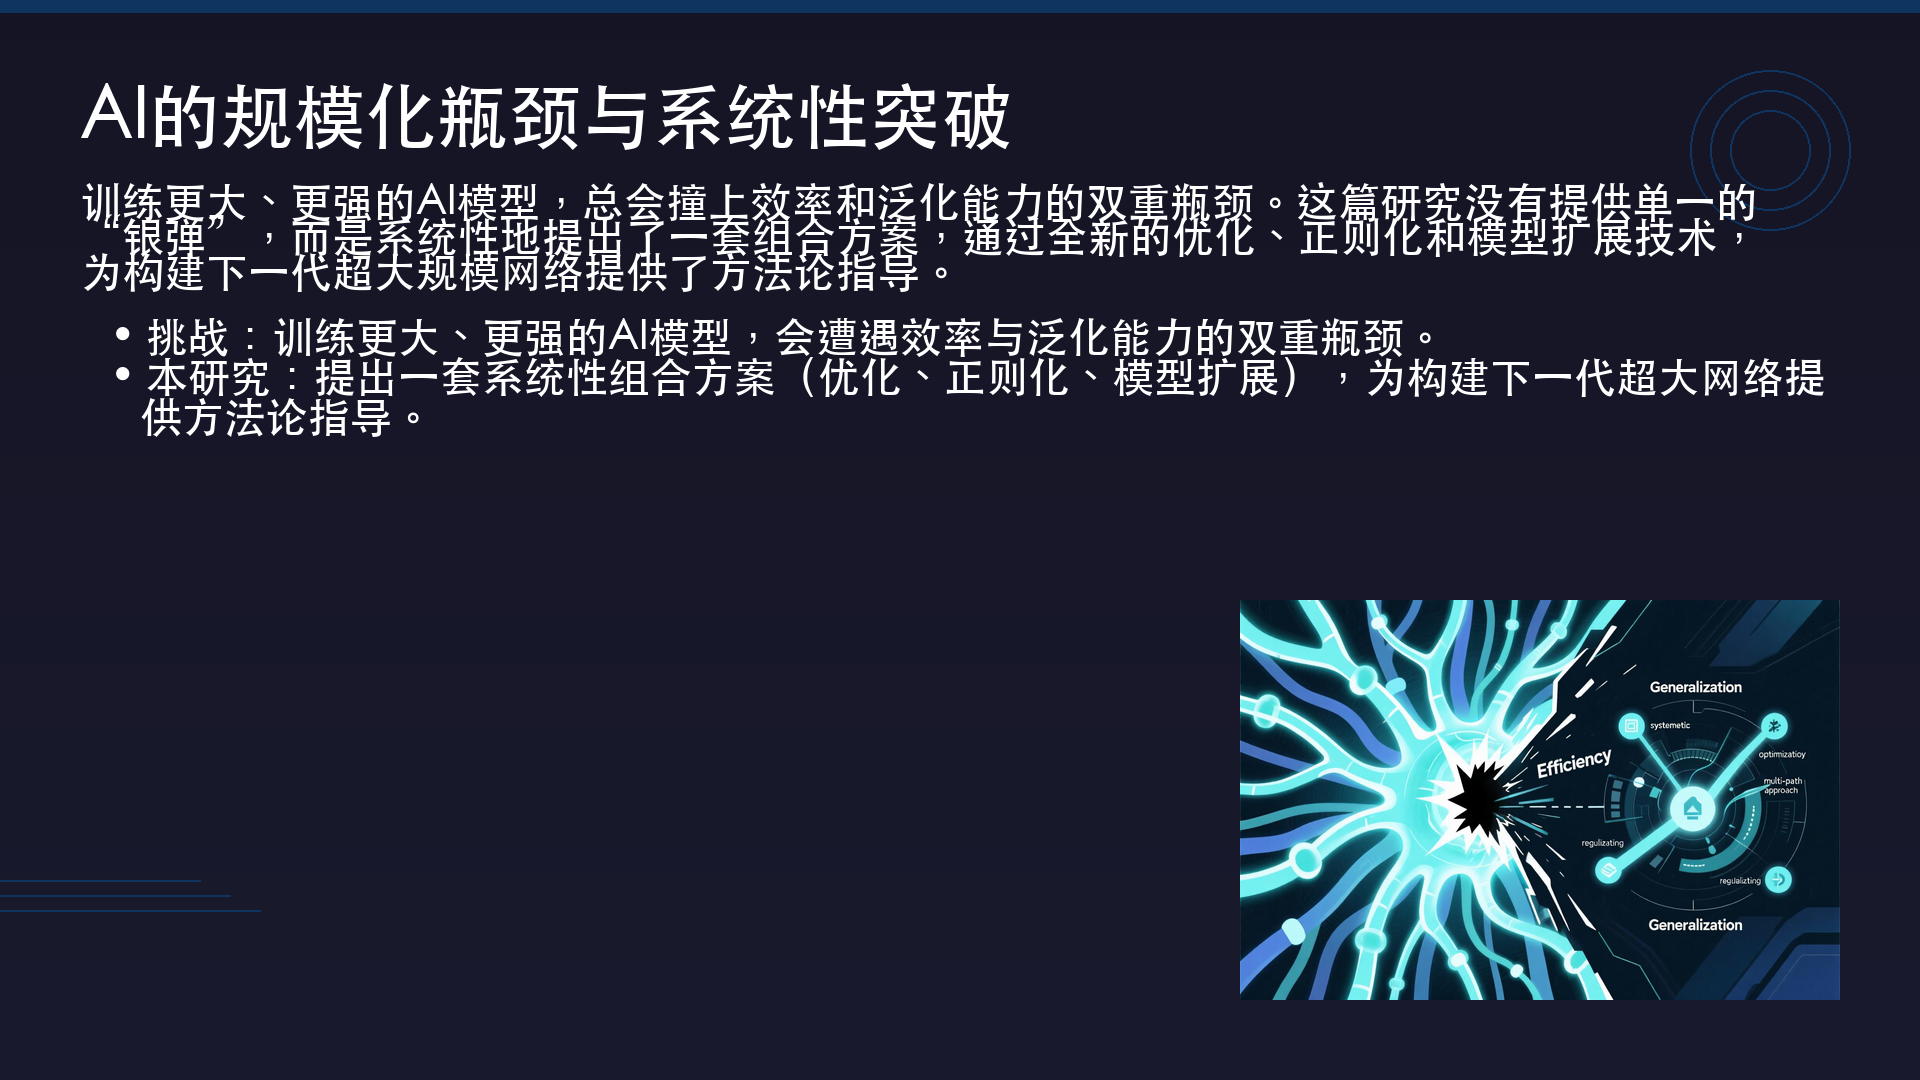 AI的规模化瓶颈与系统性突破
训练更大、更强的AI模型，总会撞上效率和泛化能力的双重瓶颈。这篇研究没有提供单一的
“银弹”，而是系统性地提出了一套组合方案，通过全新的优化、正则化和模型扩展技术，
为构建下一代超大规模网络提供了方法论指导。
• 挑战：训练更大、更强的AI模型，会遭遇效率与泛化能力的双重瓶颈。
• 本研究：提出一套系统性组合方案（优化、正则化、模型扩展），为构建下一代超大网络提
供方法论指导。
Generalization
systemetic
optimizatioy
Efficiency
multi-path
approach
regulizating
regulalizting
Generalization